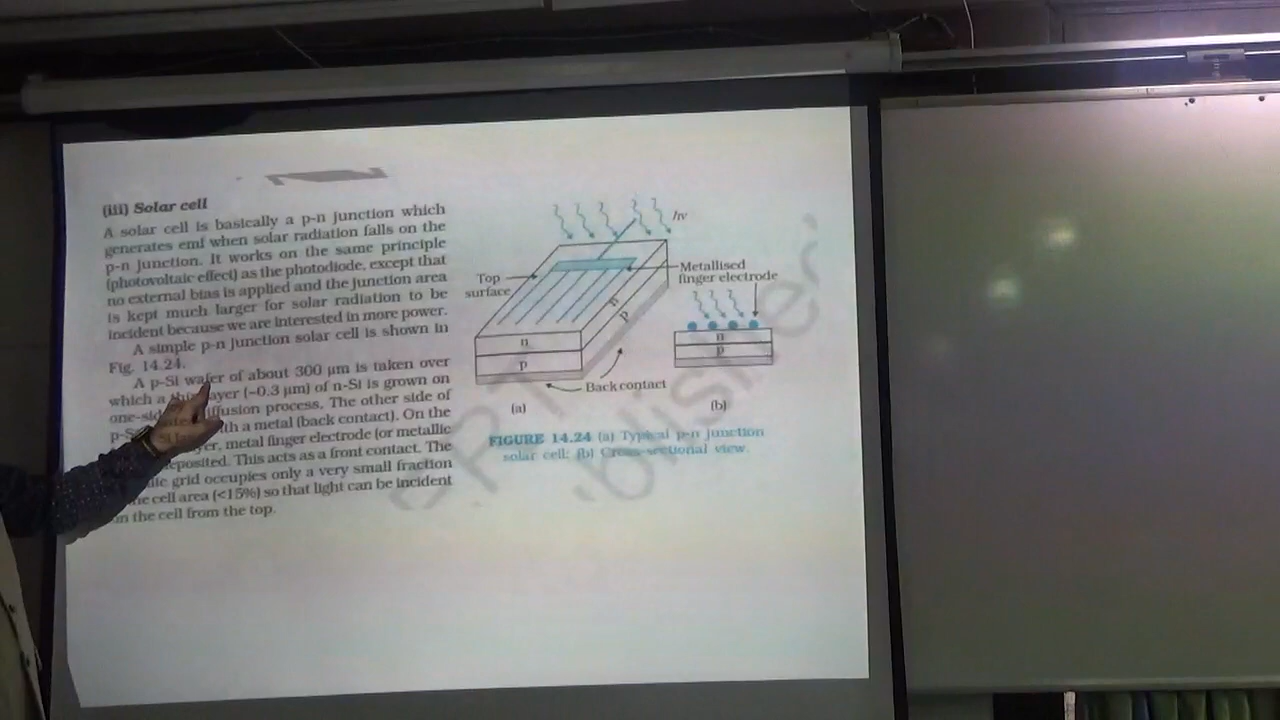 (iii) Solar cell
A solar cell is basically a p-n junction which
generates emf when solar radiation falls on the
p-n junction. It works on the same principle
(photovoltaic effect) as the photodiode, except that
no external bias is applied and the junction area
is kept much larger for solar radiation to be
incident because we are interested in more power.
A simple p-n junction solar cell is shown in
Fig. 14.24.
A p-Si wafer of about 300 μm is taken over
which a thin layer (~0.3 μm) of n-Si is grown on
one-side diffusion process. The other side of
with a metal (back contact). On the
metal finger electrode (or metallic
deposited. This acts as a front contact. The
grid occupies only a very small fraction
cell area (<15%) so that light can be incident
on the cell from the top.
hν
Top
surface
Metallised
finger electrode
n
p
n
p
n
p
Back contact
(a)
(b)
FIGURE 14.24 (a) Typical p-n junction
solar cell; (b) Cross-sectional view.